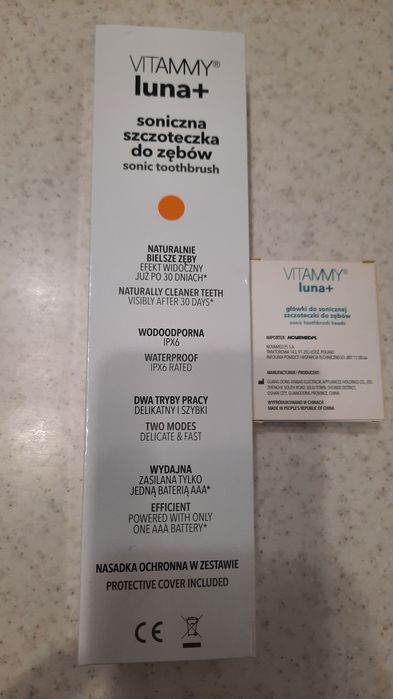 VITAMMY®
luna+
soniczna
szczoteczka
do zębów
sonic toothbrush
NATURALNIE
BIELSZE ZĘBY
EFEKT WIDOCZNY
JUŻ PO 30 DNIACH*
NATURALLY CLEANER TEETH
VISIBLY AFTER 30 DAYS*
WODOODPORNA
IPX6
WATERPROOF
IPX6 RATED
DWA TRYBY PRACY
DELIKATNY I SZYBKI
TWO MODES
DELICATE & FAST
WYDAJNA
ZASILANA TYLKO
JEDNĄ BATERIĄ AAA*
EFFICIENT
POWERED WITH ONLY
ONE AAA BATTERY*
NASADKA OCHRONNA W ZESTAWIE
PROTECTIVE COVER INCLUDED
CE
VITAMMY®
luna+
główki do sonicznej
szczoteczki do zębów
sonic toothbrush heads
IMPORTER
NOVAMED.PL S.A.
MANUFACTURER / PRODUCENT:
WYPRODUKOWANO W CHINACH
MADE IN PEOPLE'S REPUBLIC OF CHINA